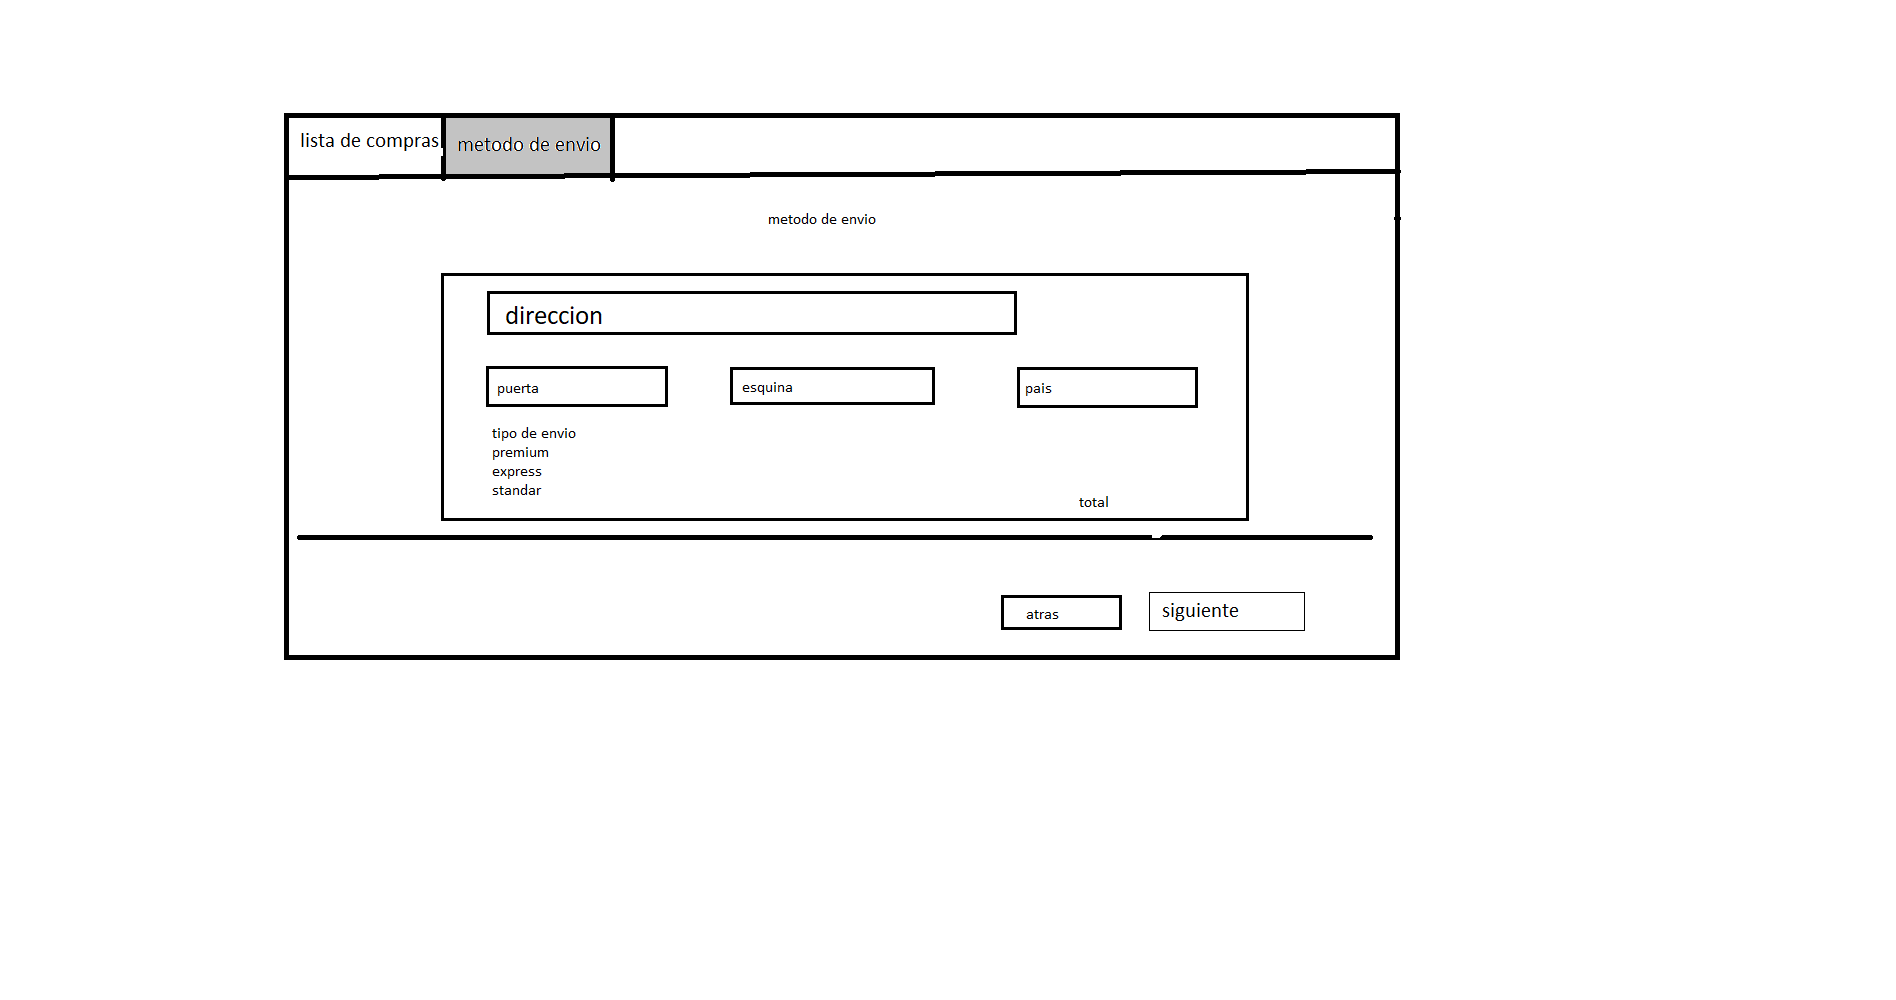 lista de compras
metodo de envio
metodo de envio
direccion
puerta
esquina
pais
tipo de envio
premium
express
standar
total
atras
siguiente